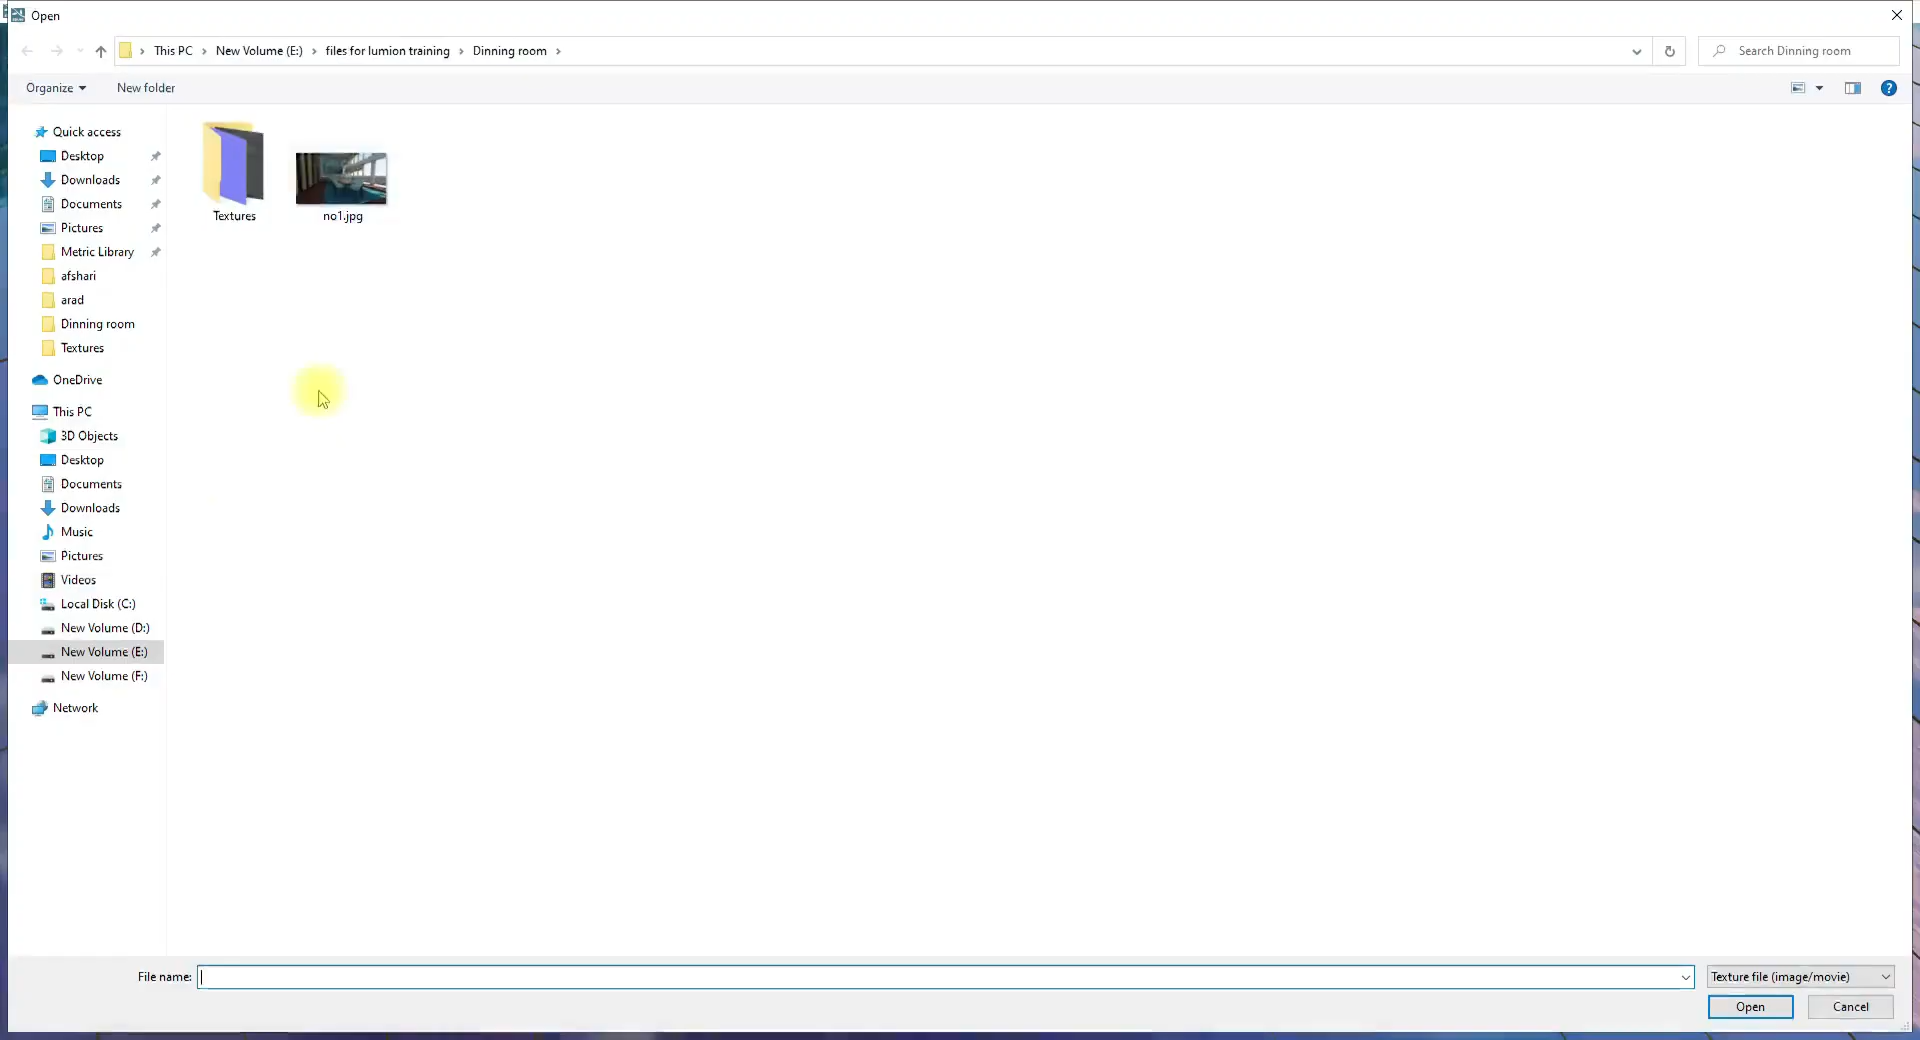 Open
This PC
New Volume (E:)
files for lumion training
Dinning room
Search Dinning room
Organize
New folder
Quick access
Desktop
Downloads
Documents
Pictures
Metric Library
afshari
arad
Dinning room
Textures
OneDrive
This PC
3D Objects
Desktop
Documents
Downloads
Music
Pictures
Videos
Local Disk (C:)
New Volume (D:)
New Volume (E:)
New Volume (F:)
Network
Textures
no1.jpg
File name:
Texture file (image/movie)
Open
Cancel